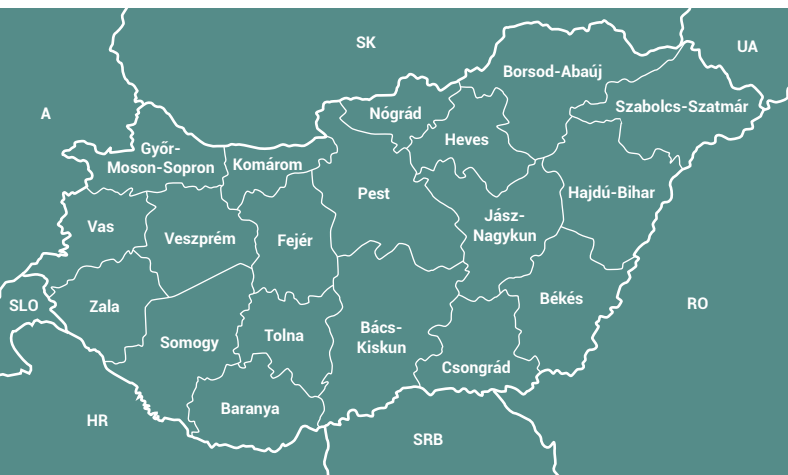 SK
UA
Borsod-Abaúj
A
Nógrád
Szabolcs-Szatmár
Heves
Győr-
Moson-Sopron
Komárom
Pest
Hajdú-Bihar
Vas
Veszprém
Fejér
Jász-
Nagykun
SLO
Zala
Békés
RO
Somogy
Tolna
Bács-
Kiskun
Csongrád
Baranya
HR
SRB